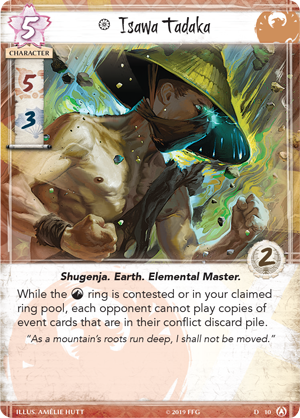 5
Isawa Tadaka
CHARACTER
5
3
2
Shugenja. Earth. Elemental Master.
While the ring is contested or in your claimed
ring pool, each opponent cannot play copies of
event cards that are in their conflict discard pile.
“As a mountain’s roots run deep, I shall not be moved.”
ILLUS. AMÉLIE HUTT © 2019 FFG D 10